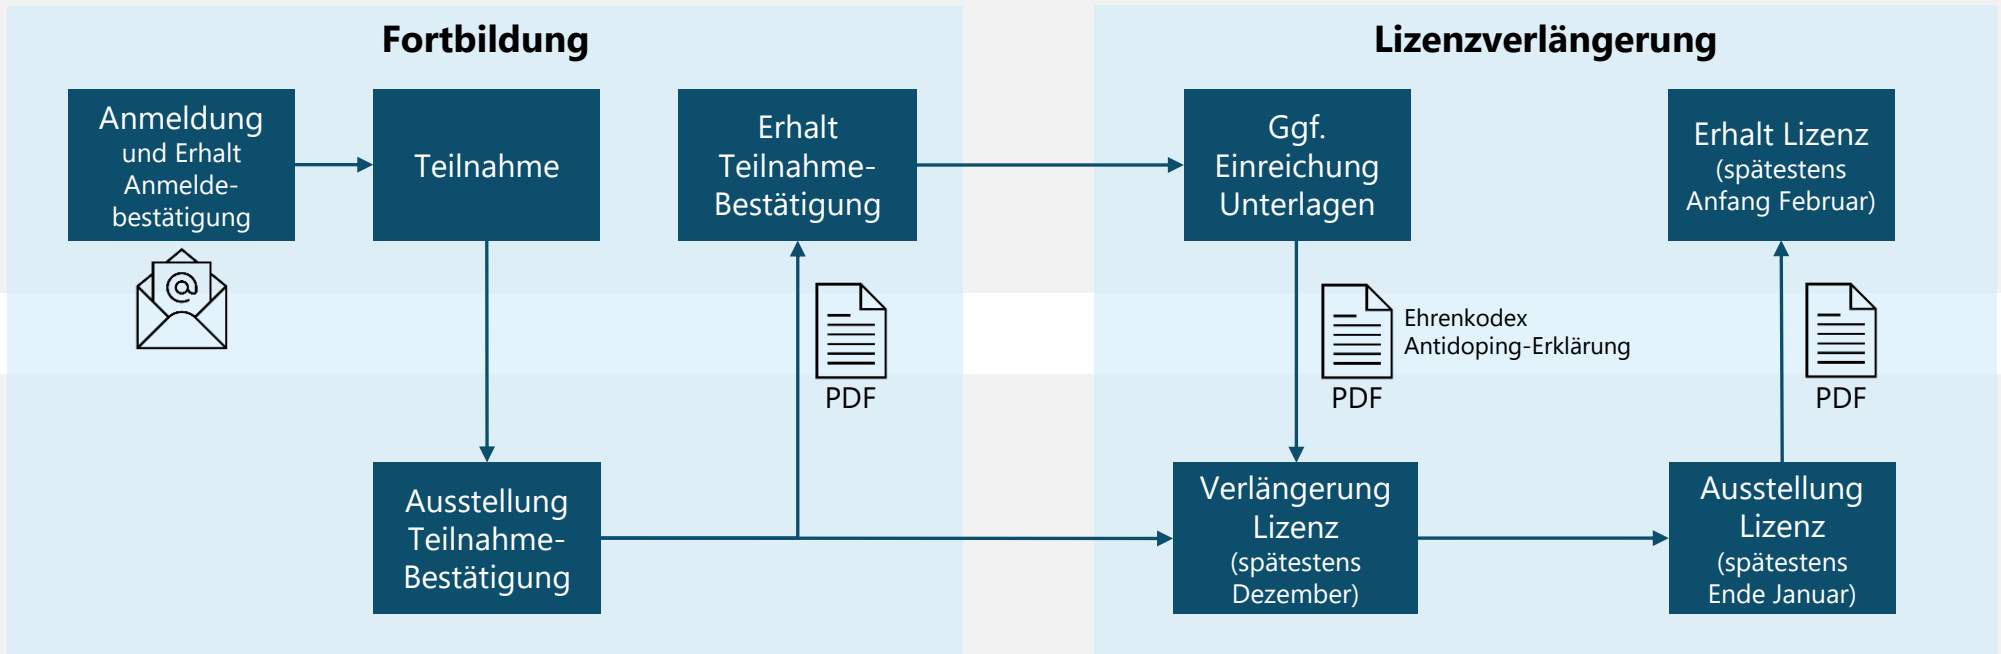 Fortbildung
Anmeldung
und Erhalt
Anmelde-
bestätigung
Teilnahme
Erhalt
Teilnahme-
Bestätigung
PDF
Ausstellung
Teilnahme-
Bestätigung
Lizenzverlängerung
Ggf.
Einreichung
Unterlagen
Ehrenkodex
Antidoping-Erklärung
PDF
Verlängerung
Lizenz
(spätestens
Dezember)
Erhalt Lizenz
(spätestens
Anfang Februar)
PDF
Ausstellung
Lizenz
(spätestens
Ende Januar)